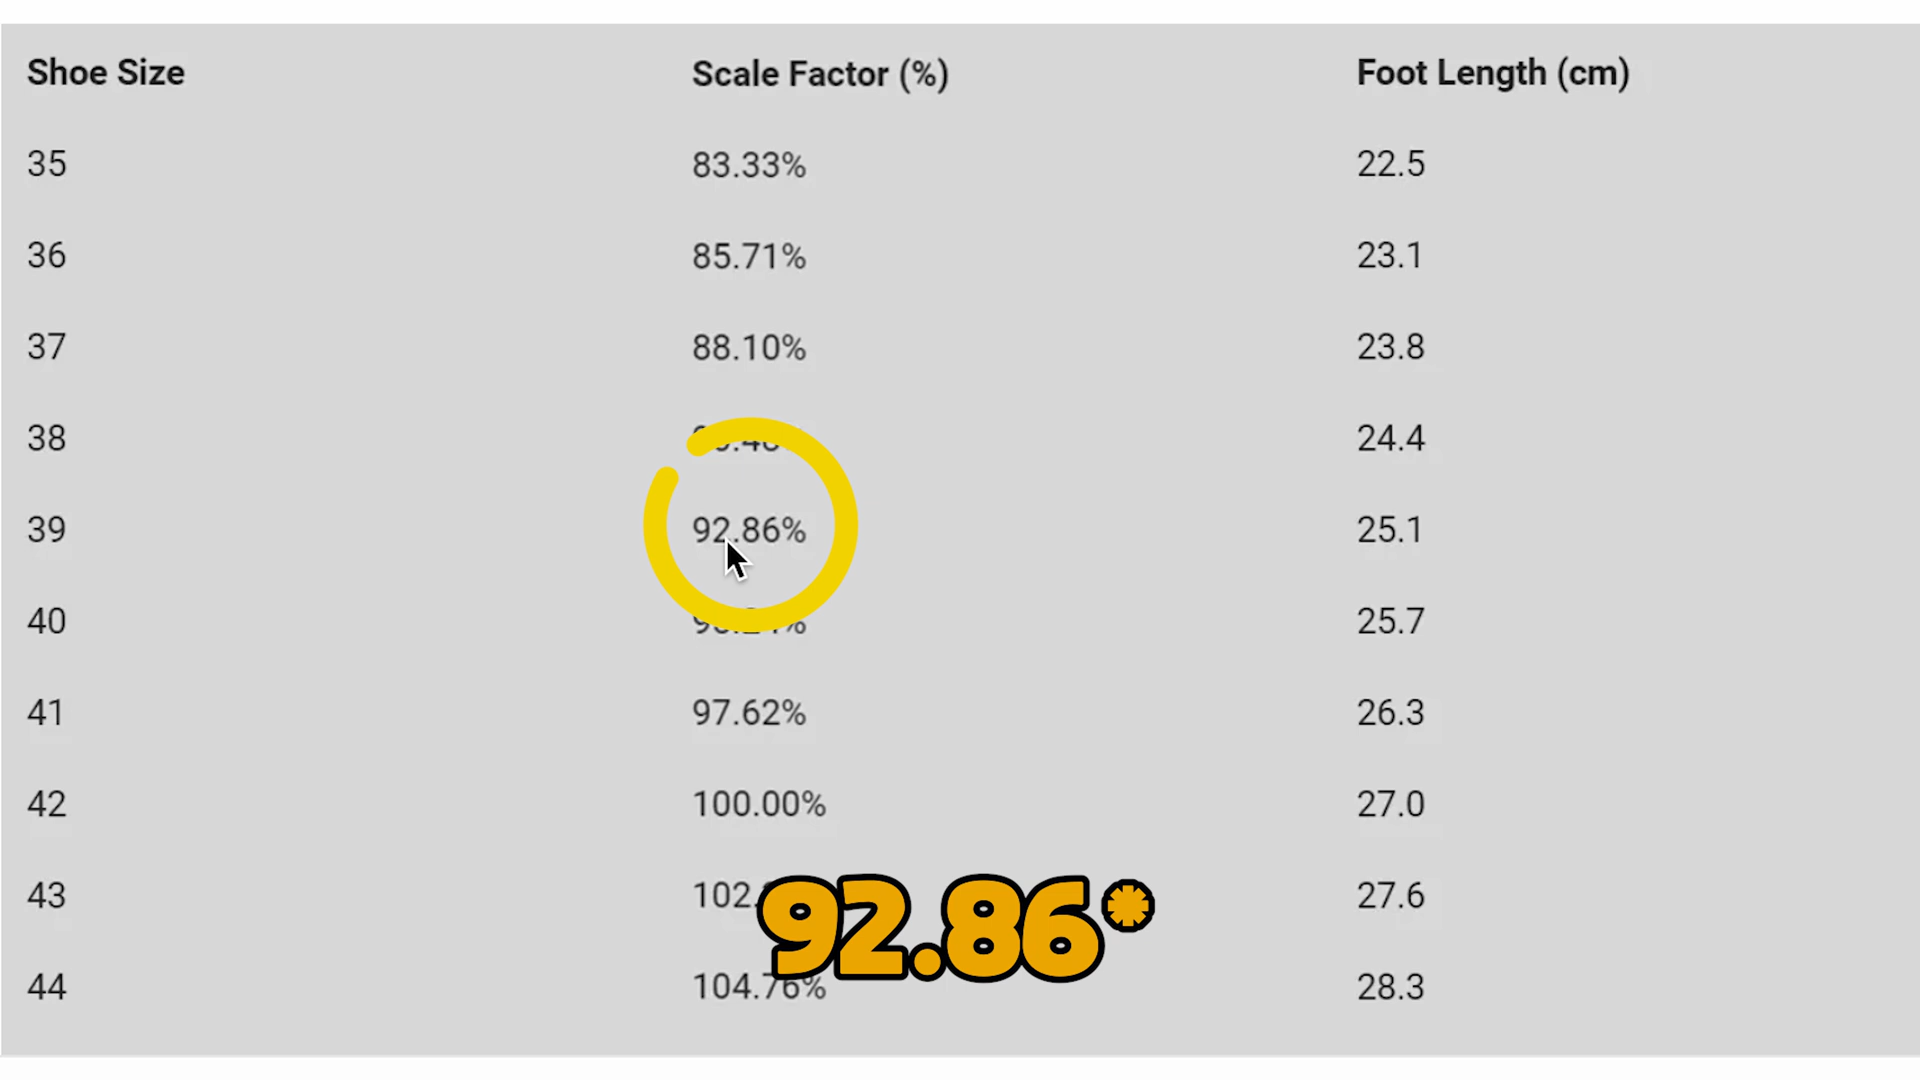 Shoe Size Scale Factor (%) Foot Length (cm)
35 83.33% 22.5
36 85.71% 23.1
37 88.10% 23.8
38 24.4
39 92.86% 25.1
40 25.7
41 97.62% 26.3
42 100.00% 27.0
43 27.6
92.86*
44 104.76% 28.3